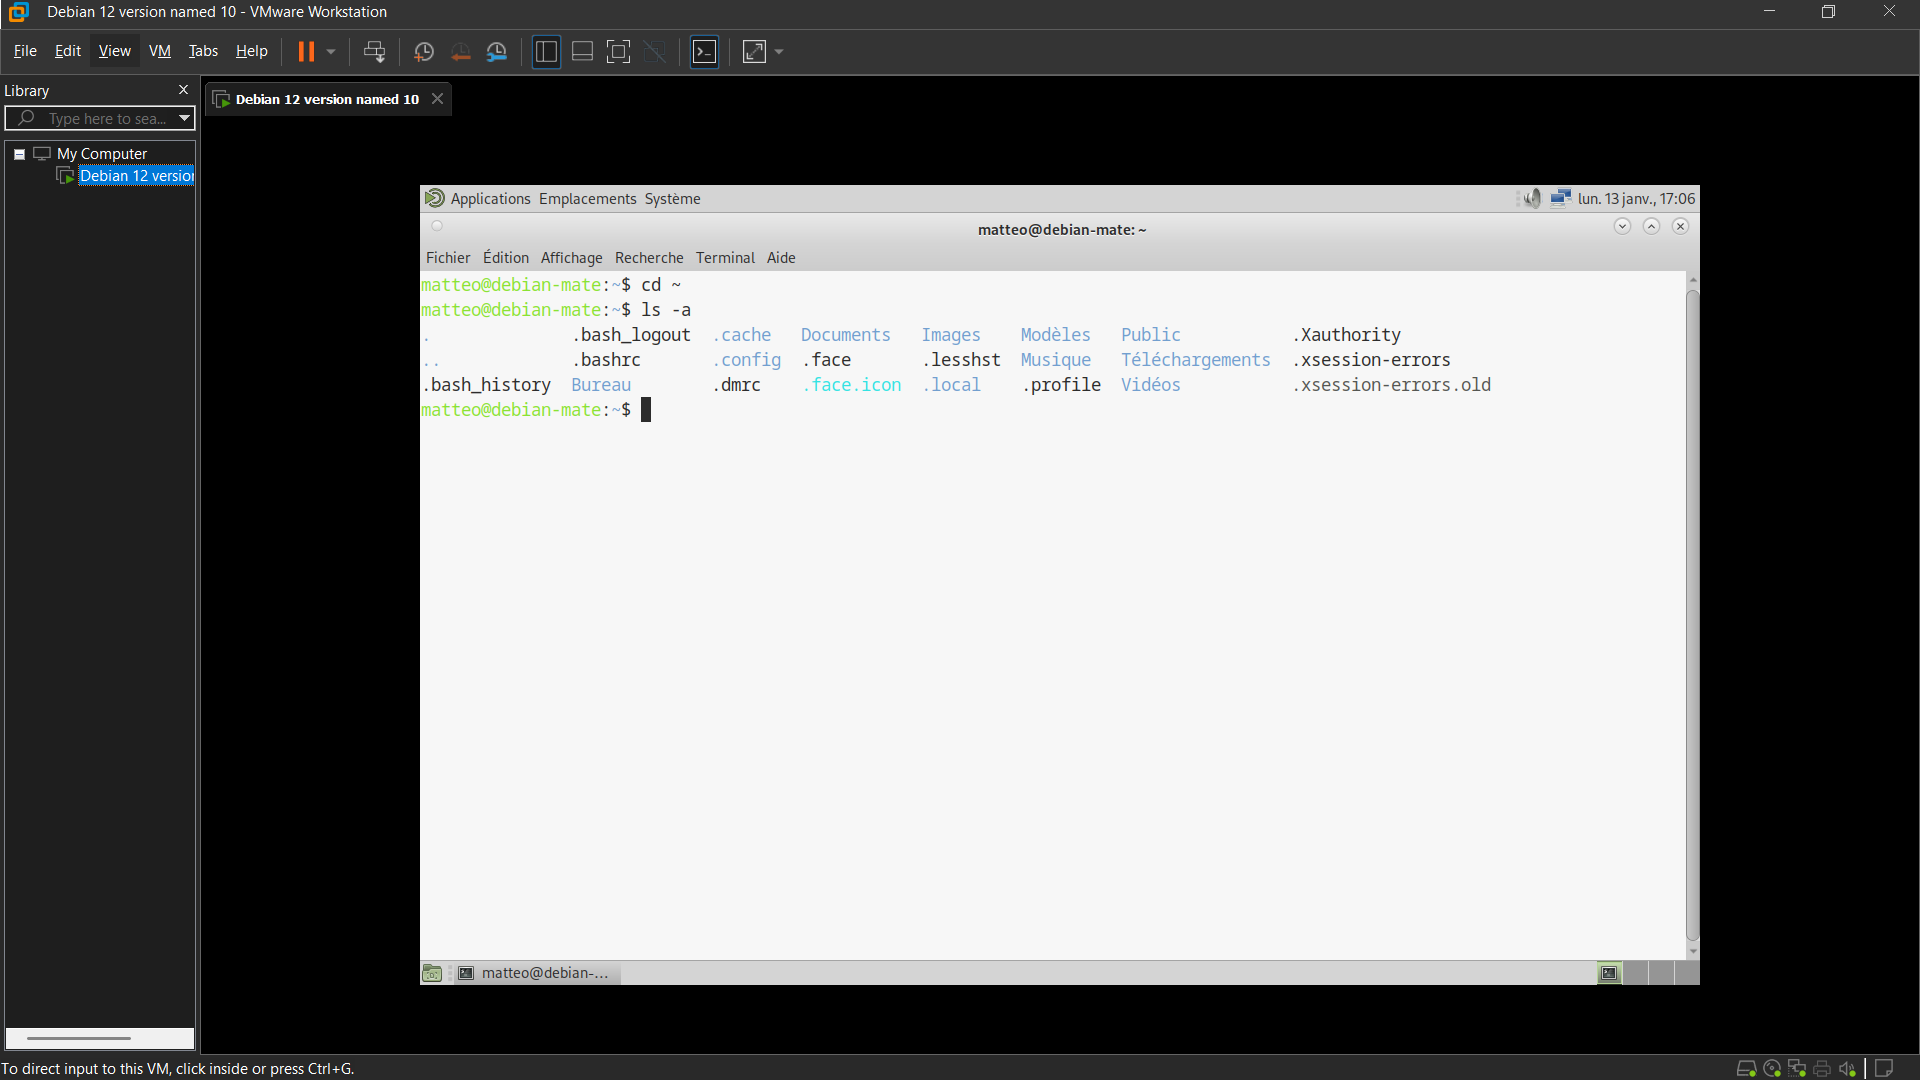 Debian 12 version named 10 - VMware Workstation
File Edit View VM Tabs Help
Library
Debian 12 version named 10
Type here to sea...
My Computer
Debian 12 version
Applications Emplacements Système
lun. 13 janv., 17:06
matteo@debian-mate: ~
Fichier Édition Affichage Recherche Terminal Aide
matteo@debian-mate:~$ cd ~
matteo@debian-mate:~$ ls -a
. .bash_logout .cache Documents Images Modèles Public .Xauthority
.. .bashrc .config .face .lesshst Musique Téléchargements .xsession-errors
.bash_history Bureau .dmrc .face.icon .local .profile Vidéos .xsession-errors.old
matteo@debian-mate:~$
matteo@debian-...
To direct input to this VM, click inside or press Ctrl+G.